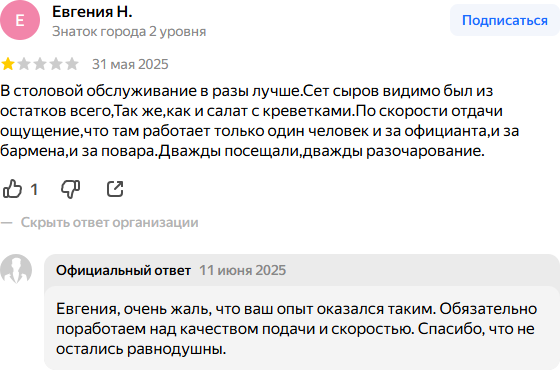 Е
Евгения Н.
Знаток города 2 уровня
Подписаться
31 мая 2025
В столовой обслуживание в разы лучше.Сет сыров видимо был из
остатков всего,Так же,как и салат с креветками.По скорости отдачи
ощущение,что там работает только один человек и за официанта,и за
бармена,и за повара.Дважды посещали,дважды разочарование.
1
— Скрыть ответ организации
Официальный ответ 11 июня 2025
Евгения, очень жаль, что ваш опыт оказался таким. Обязательно
поработаем над качеством подачи и скоростью. Спасибо, что не
остались равнодушны.